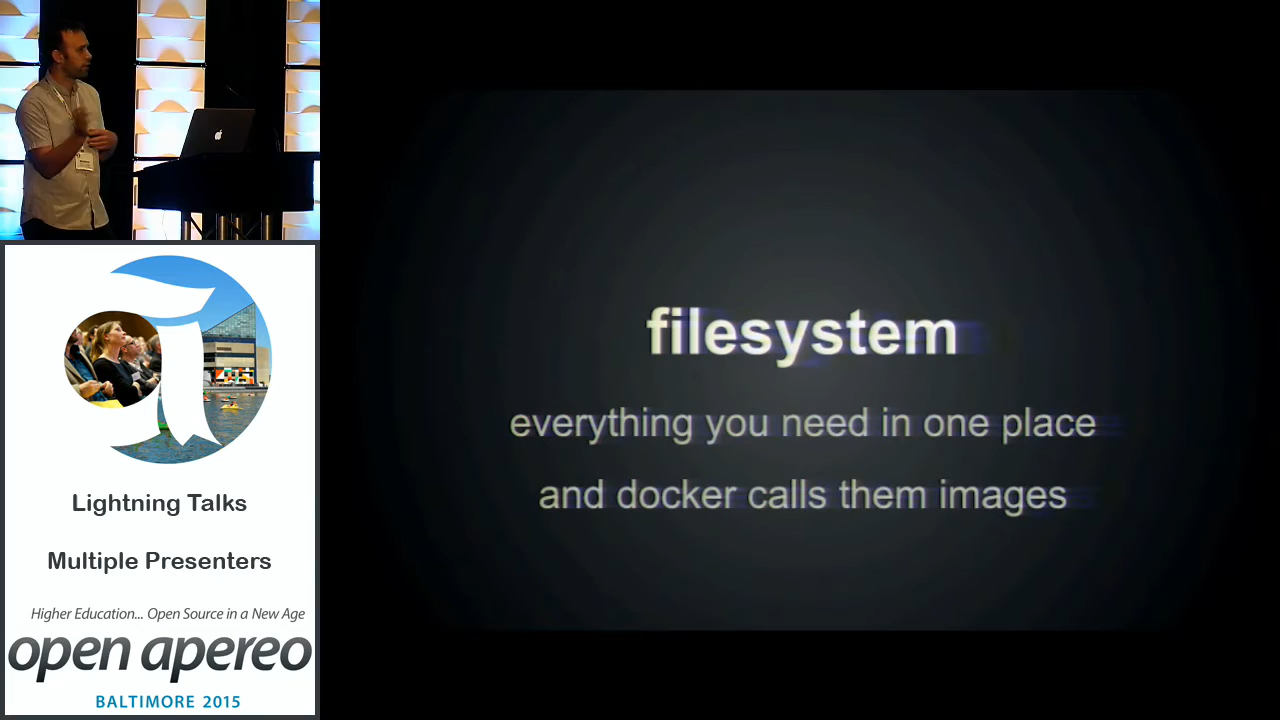 filesystem
everything you need in one place
and docker calls them images
Lightning Talks
Multiple Presenters
Higher Education... Open Source in a New Age
open apereo
BALTIMORE 2015